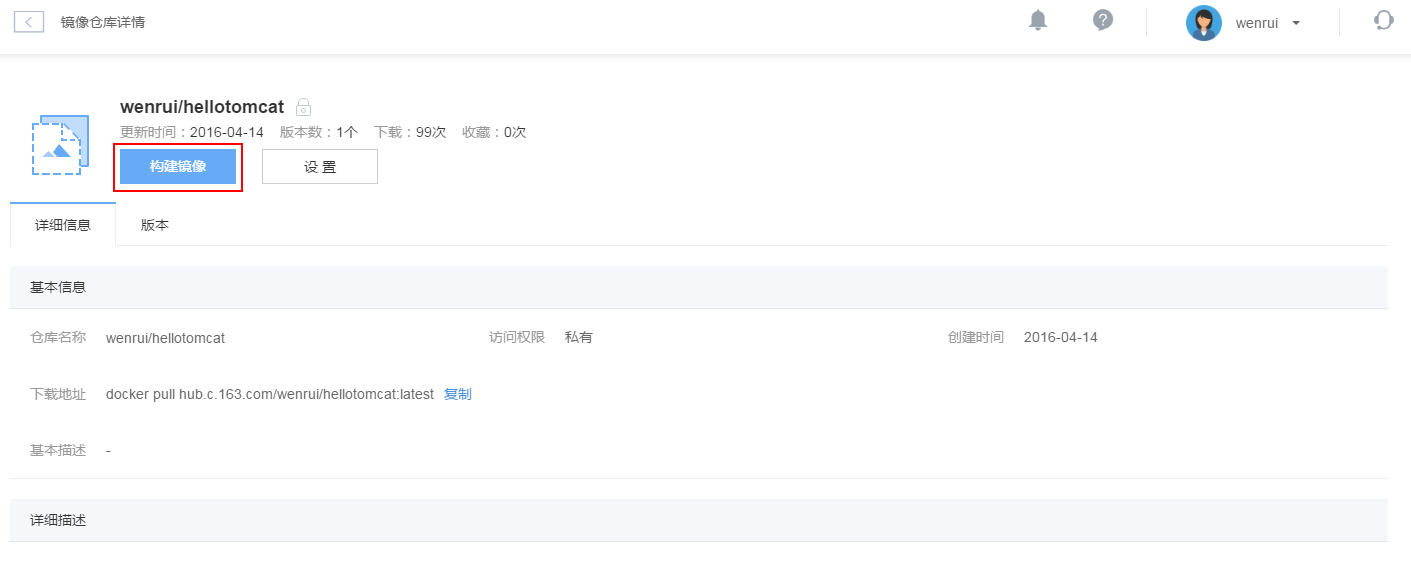 镜像仓库详情 wenrui
wenrui/hellotomcat
更新时间：2016-04-14 版本数：1个 下载：99次 收藏：0次
构建镜像 设 置
详细信息 版本
基本信息
仓库名称 wenrui/hellotomcat 访问权限 私有 创建时间 2016-04-14
下载地址 docker pull hub.c.163.com/wenrui/hellotomcat:latest 复制
基本描述 -
详细描述